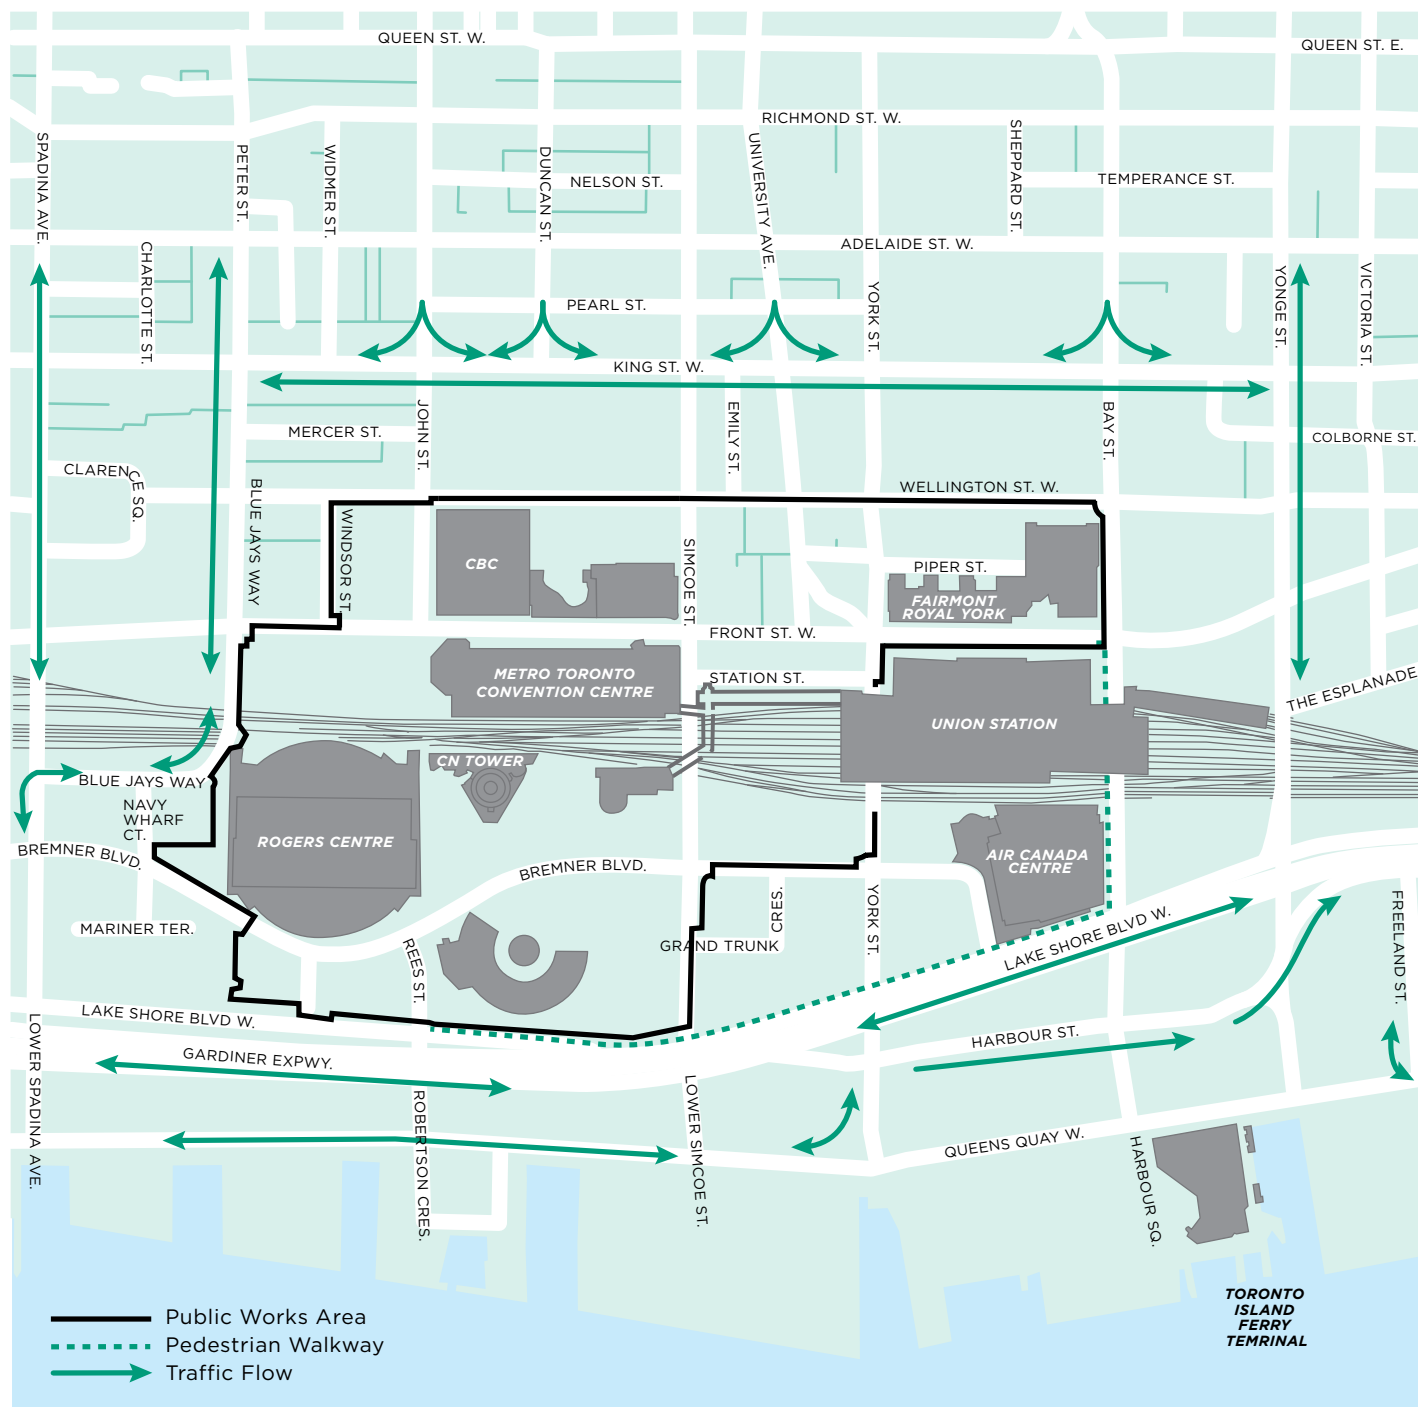 QUEEN ST. W.
QUEEN ST. E.
RICHMOND ST. W.
SPADINA AVE.
PETER ST.
WIDMER ST.
DUNCAN ST.
NELSON ST.
UNIVERSITY AVE.
SHEPPARD ST.
TEMPERANCE ST.
ADELAIDE ST. W.
CHARLOTTE ST.
PEARL ST.
YORK ST.
YONGE ST.
VICTORIA ST.
KING ST. W.
MERCER ST.
JOHN ST.
EMILY ST.
BAY ST.
COLBORNE ST.
CLARENCE SQ.
BLUE JAYS WAY
WELLINGTON ST. W.
WINDSOR ST.
CBC
SIMCOE ST.
PIPER ST.
FAIRMONT
ROYAL YORK
FRONT ST. W.
METRO TORONTO
CONVENTION CENTRE
STATION ST.
THE ESPLANADE
UNION STATION
CN TOWER
BLUE JAYS WAY
NAVY
WHARF
CT.
ROGERS CENTRE
BREMNER BLVD.
BREMNER BLVD.
AIR CANADA
CENTRE
MARINER TER.
REES ST.
GRAND TRUNK
CRES.
YORK ST.
LAKE SHORE BLVD W.
FREELAND ST.
LAKE SHORE BLVD W.
GARDINER EXPWY.
HARBOUR ST.
LOWER SPADINA AVE.
ROBERTSON CRES.
LOWER SIMCOE ST.
QUEENS QUAY W.
HARBOUR SQ.
TORONTO
ISLAND
FERRY
TEMRINAL
Public Works Area
Pedestrian Walkway
Traffic Flow